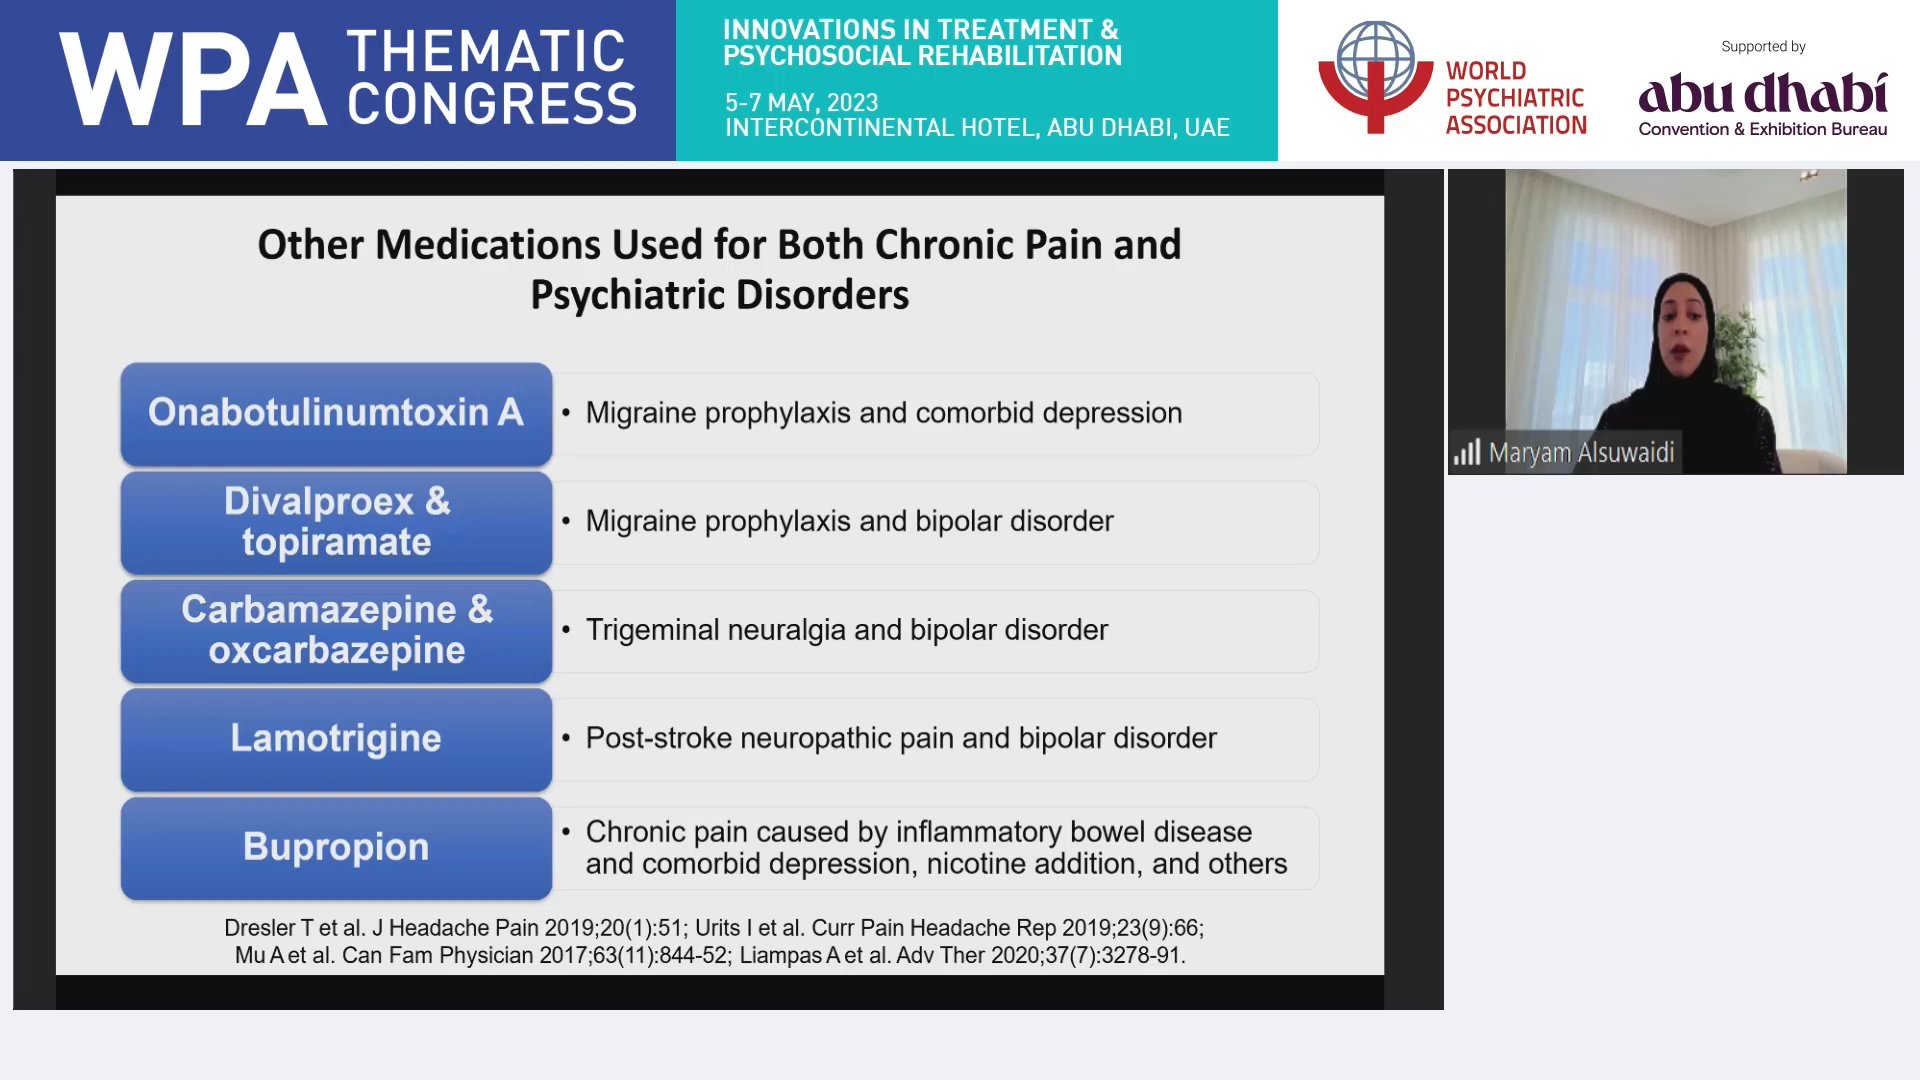 WPA THEMATIC
CONGRESS
INNOVATIONS IN TREATMENT &
PSYCHOSOCIAL REHABILITATION
5-7 MAY, 2023
INTERCONTINENTAL HOTEL, ABU DHABI, UAE
WORLD
PSYCHIATRIC
ASSOCIATION
Supported by
abu dhabi
Convention & Exhibition Bureau
Other Medications Used for Both Chronic Pain and
Psychiatric Disorders
Onabotulinumtoxin A
• Migraine prophylaxis and comorbid depression
Divalproex &
topiramate
• Migraine prophylaxis and bipolar disorder
Carbamazepine &
oxcarbazepine
• Trigeminal neuralgia and bipolar disorder
Lamotrigine
• Post-stroke neuropathic pain and bipolar disorder
Bupropion
• Chronic pain caused by inflammatory bowel disease
and comorbid depression, nicotine addition, and others
Dresler T et al. J Headache Pain 2019;20(1):51; Urits I et al. Curr Pain Headache Rep 2019;23(9):66;
Mu A et al. Can Fam Physician 2017;63(11):844-52; Liampas A et al. Adv Ther 2020;37(7):3278-91.
Maryam Alsuwaidi